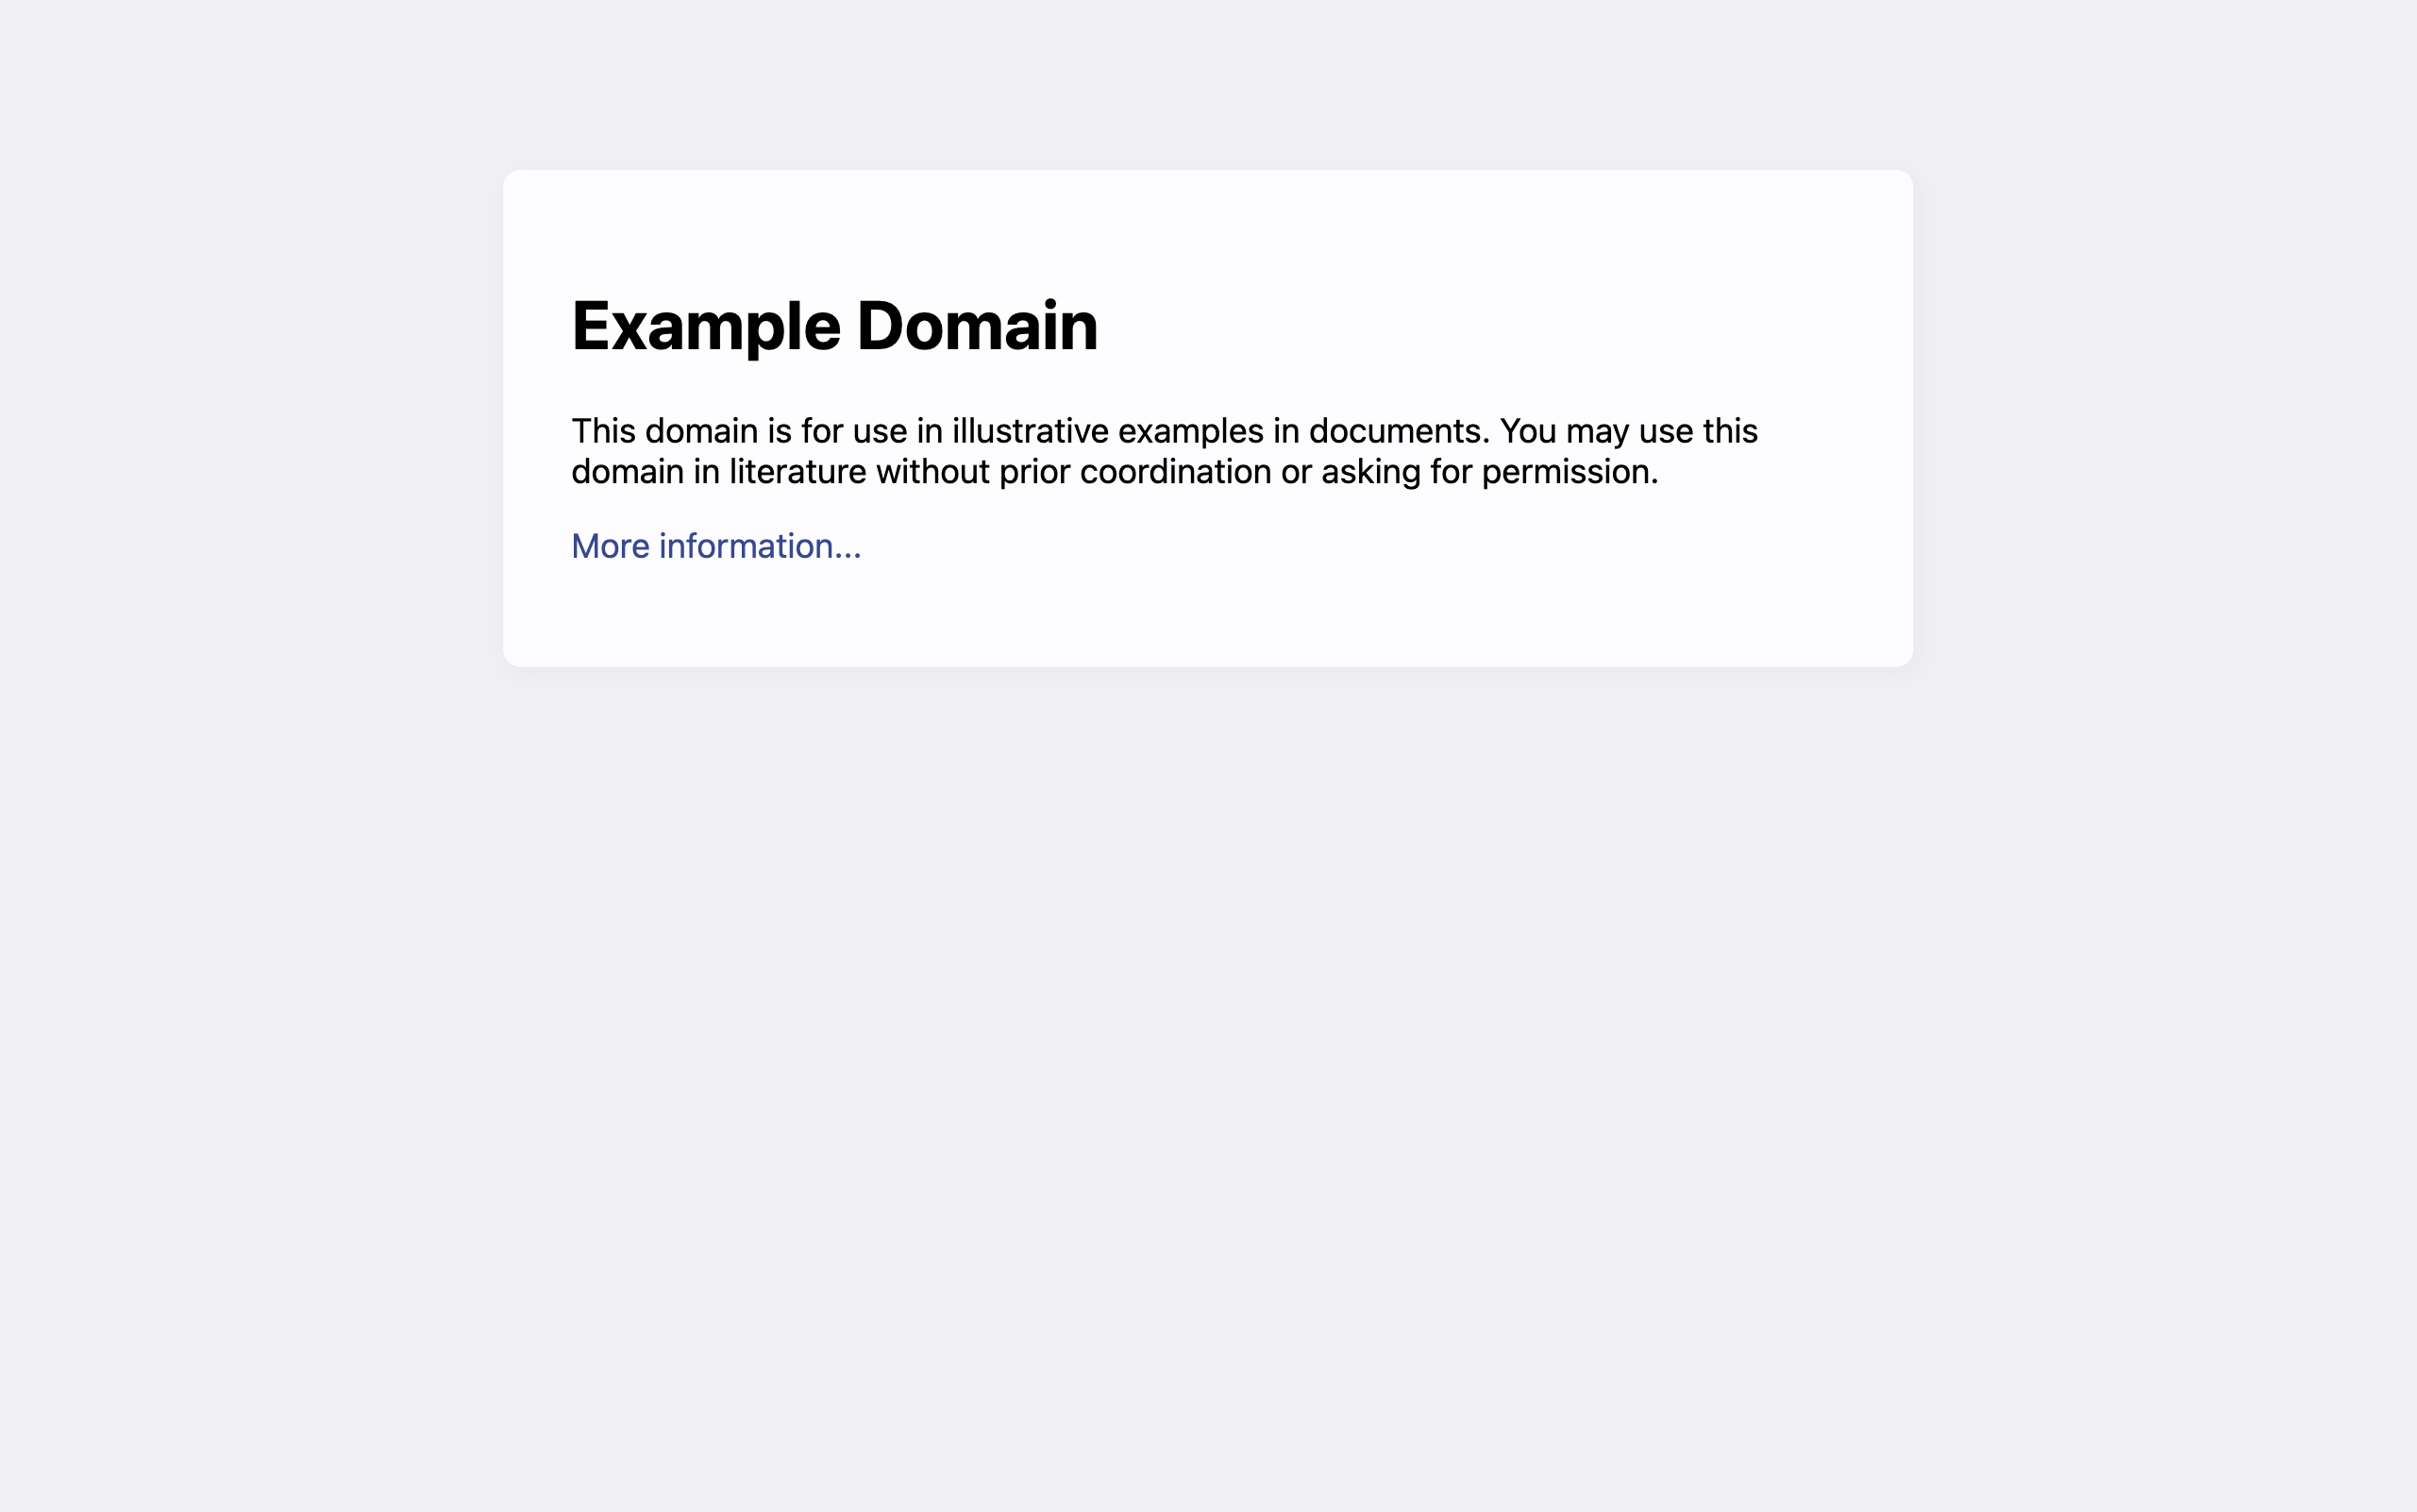 Example Domain
This domain is for use in illustrative examples in documents. You may use this
domain in literature without prior coordination or asking for permission.
More information...